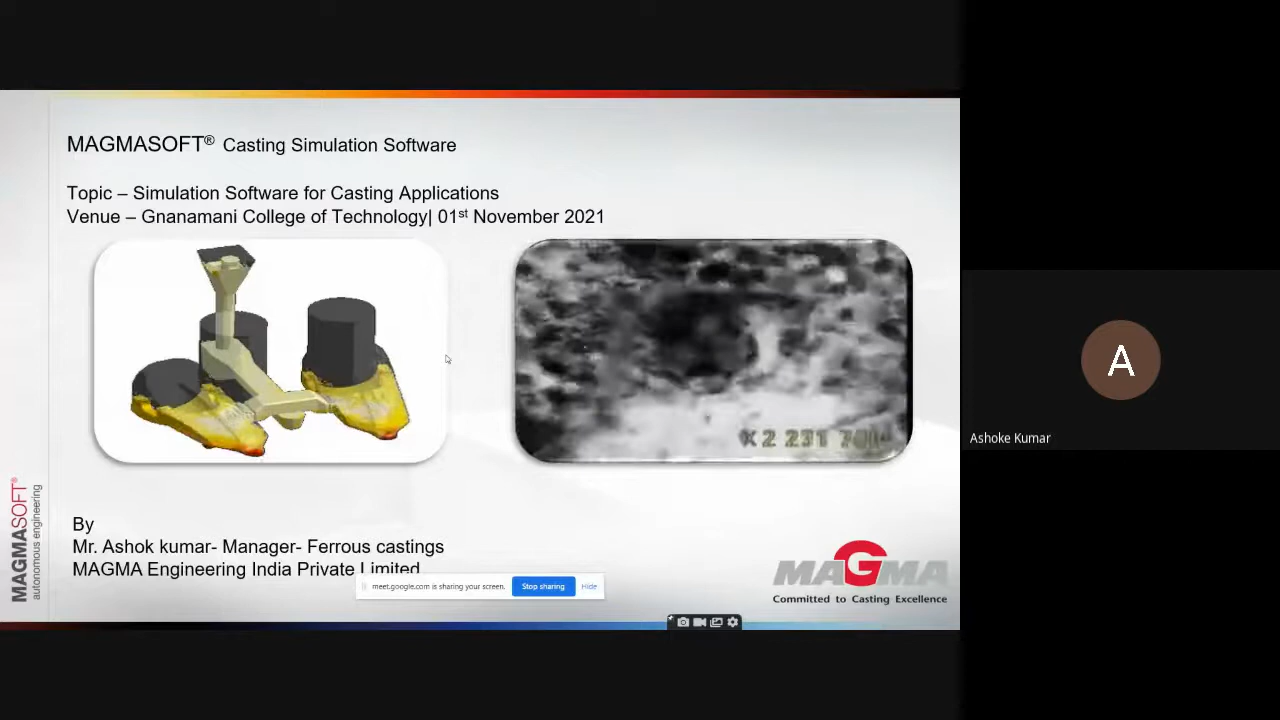 MAGMASOFT® Casting Simulation Software
Topic – Simulation Software for Casting Applications
Venue – Gnanamani College of Technology| 01st November 2021
X2 231
By
Mr. Ashok kumar- Manager- Ferrous castings
MAGMA Engineering India Private Limited
meet.google.com is sharing your screen.
Stop sharing
Hide
MAGMASOFT®
autonomous engineering
MAGMA
Committed to Casting Excellence
A
Ashoke Kumar